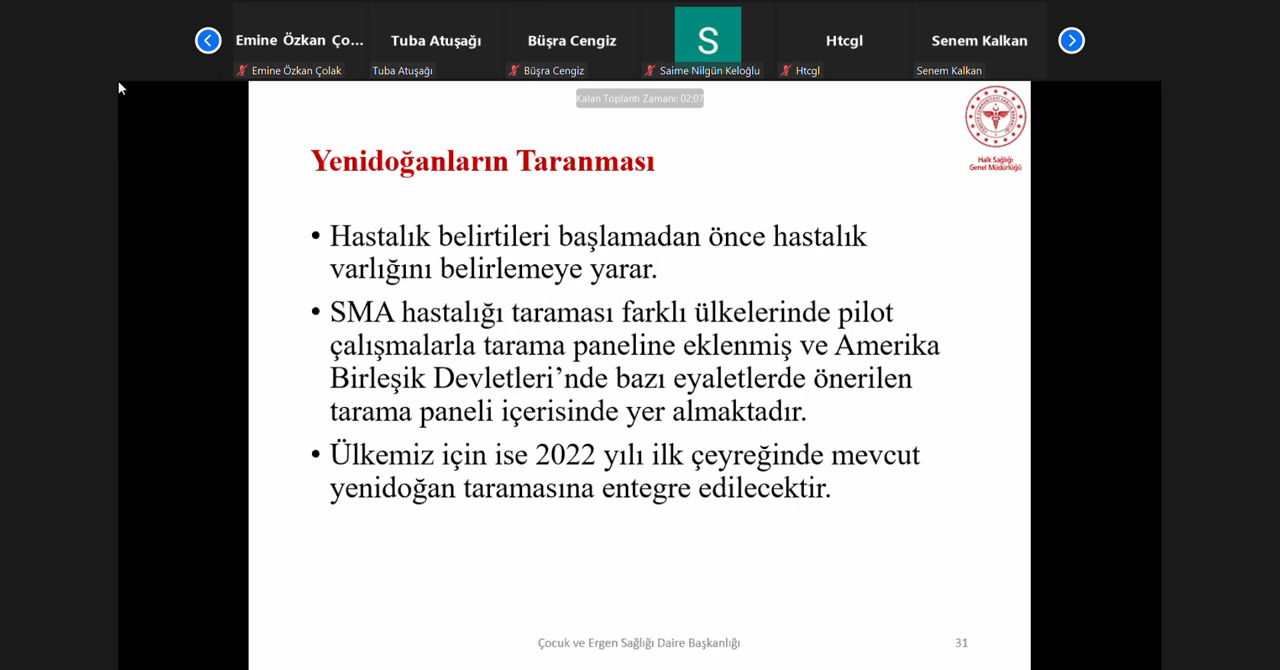 Emine Özkan Ço...
Tuba Atuşağı
Büşra Cengiz
S
Htcgl
Senem Kalkan
Emine Özkan Çolak
Tuba Atuşağı
Büşra Cengiz
Saime Nilgün Keloğlu
Htcgl
Senem Kalkan
Kalan Toplantı Zamanı: 02:07
Halk Sağlığı
Genel Müdürlüğü
Yenidoğanların Taranması
• Hastalık belirtileri başlamadan önce hastalık
varlığını belirlemeye yarar.
• SMA hastalığı taraması farklı ülkelerinde pilot
çalışmalarla tarama paneline eklenmiş ve Amerika
Birleşik Devletleri’nde bazı eyaletlerde önerilen
tarama paneli içerisinde yer almaktadır.
• Ülkemiz için ise 2022 yılı ilk çeyreğinde mevcut
yenidoğan taramasına entegre edilecektir.
Çocuk ve Ergen Sağlığı Daire Başkanlığı
31